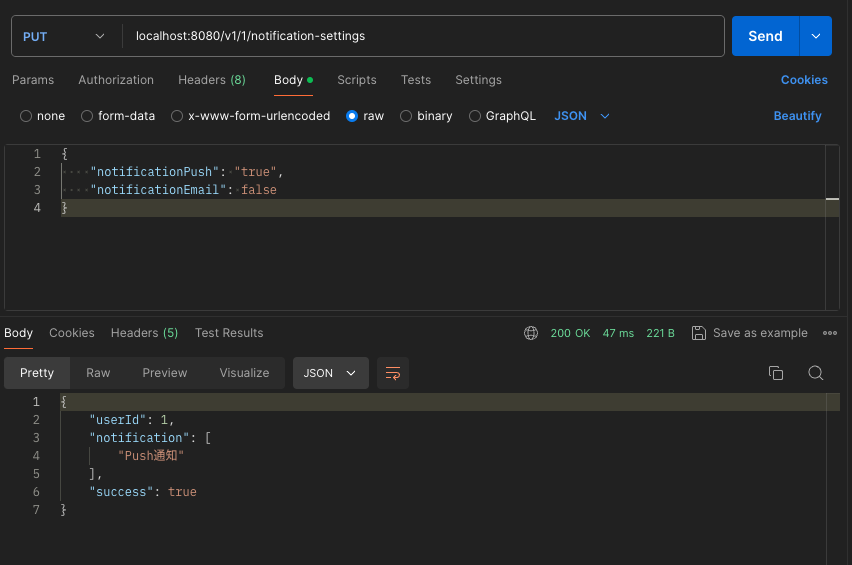 PUT localhost:8080/v1/1/notification-settings Send
Params Authorization Headers (8) Body Scripts Tests Settings Cookies
none form-data x-www-form-urlencoded raw binary GraphQL JSON Beautify
1 {
2 "notificationPush": "true",
3 "notificationEmail": false
4 }
Body Cookies Headers (5) Test Results 200 OK 47 ms 221 B Save as example
Pretty Raw Preview Visualize JSON
1 {
2 "userId": 1,
3 "notification": [
4 "Push通知"
5 ],
6 "success": true
7 }